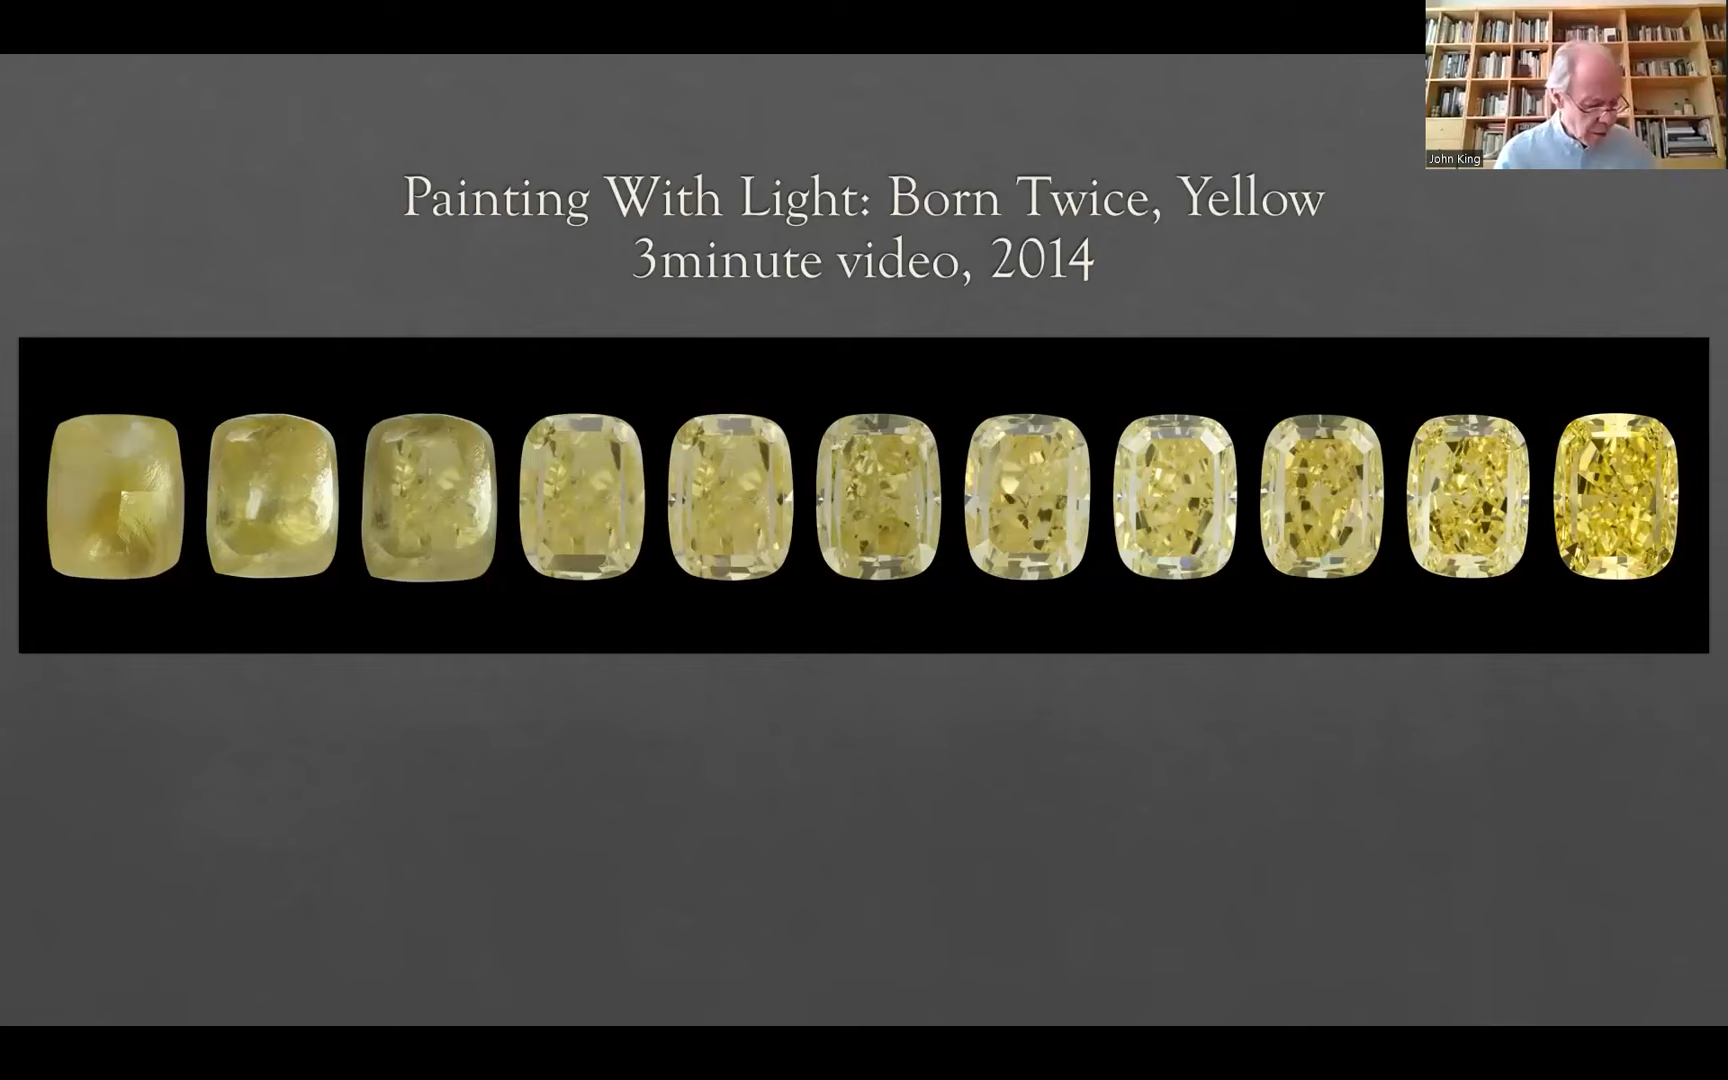 Painting With Light: Born Twice, Yellow
3minute video, 2014
John King